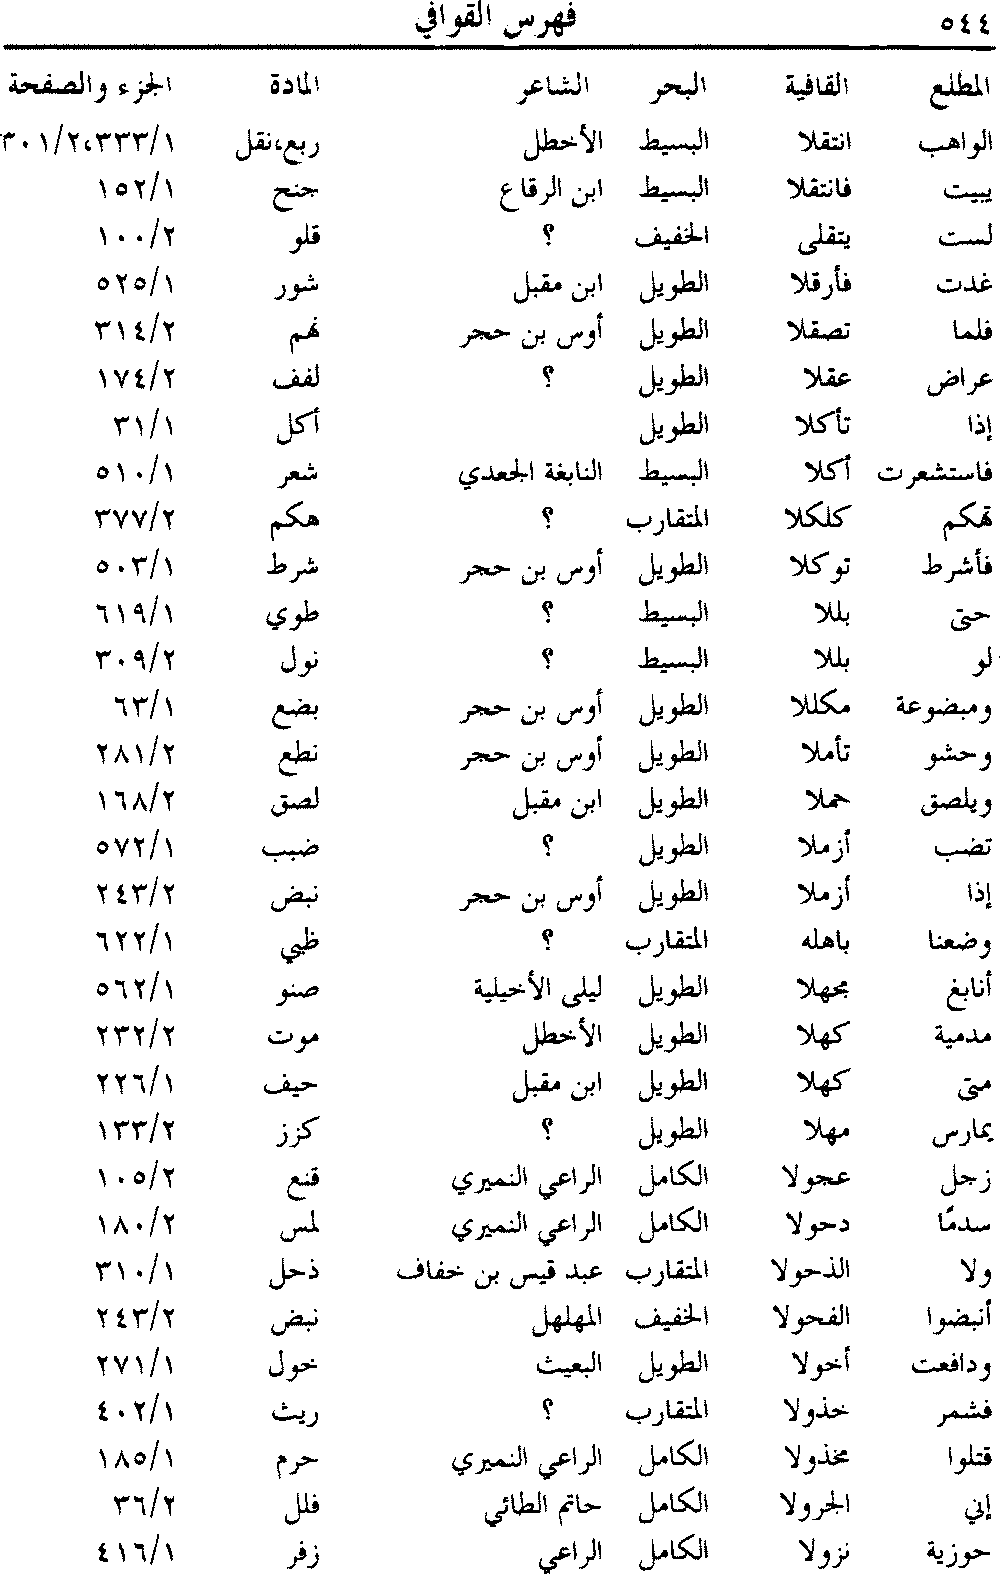 ٥٤٤ فهرس القوافي
المطلع القافية البحر الشاعر المادة الجزء والصفحة
الواهب انتقلا البسيط الأخطل ربع،نقل ٣٠١/٢،٣٣٣/١
يبيت فانتقلا البسيط ابن الرقاع جنح ١٥٢/١
لست يتقلى الخفيف ؟ قلو ١٠٠/٢
غدت فأرقلا الطويل ابن مقبل شور ٥٢٥/١
فلما تصقلا الطويل أوس بن حجر نهم ٣١٤/٢
عراض عقلا الطويل ؟ لفف ١٧٤/٢
إذا تأكلا الطويل أكل ٣١/١
فاستشعرت أكلا البسيط النابغة الجعدي شعر ٥١٠/١
تهكم كلكلا المتقارب ؟ هكم ٣٧٧/٢
فأشرط توكلا الطويل أوس بن حجر شرط ٥٠٣/١
حتى بللا البسيط ؟ طوي ٦١٩/١
لو بللا البسيط ؟ نول ٣٠٩/٢
ومبضوعة مكللا الطويل أوس بن حجر بضع ٦٣/١
وحشو تأملا الطويل أوس بن حجر نطع ٢٨١/٢
ويلصق حملا الطويل ابن مقبل لصق ١٦٨/٢
تضب أزملا الطويل ؟ ضبب ٥٧٢/١
إذا أزملا الطويل أوس بن حجر نبض ٢٤٣/٢
وضعنا باهله المتقارب ؟ ظبي ٦٢٢/١
أنابغ مجهلا الطويل ليلى الأخيلية صنو ٥٦٢/١
مدمية كهلا الطويل الأخطل موت ٢٣٢/٢
متى كهلا الطويل ابن مقبل حيف ٢٢٦/١
يمارس مهلا الطويل ؟ كزز ١٣٣/٢
زجل عجولا الكامل الراعي النميري قنع ١٠٥/٢
سدمًا دحولا الكامل الراعي النميري لمس ١٨٠/٢
ولا الذحولا المتقارب عبد قيس بن خفاف ذحل ٣١٠/١
أنبضوا الفحولا الخفيف المهلهل نبض ٢٤٣/٢
ودافعت أخولا الطويل البعيث خول ٢٧١/١
فشمر خذولا المتقارب ؟ ريث ٤٠٢/١
قتلوا مخذولا الكامل الراعي النميري حرم ١٨٥/١
إني الجرولا الكامل حاتم الطائي فلل ٣٦/٢
حوزية نزولا الكامل الراعي زفر ٤١٦/١